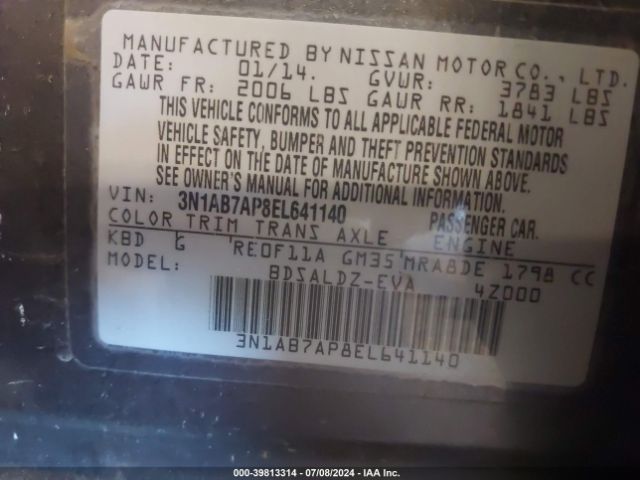 MANUFACTURED BY NISSAN MOTOR CO., LTD.
DATE: 01/14. GVWR: 3783 LBS
GAWR FR: 2006 LBS GAWR RR: 1841 LBS
THIS VEHICLE CONFORMS TO ALL APPLICABLE FEDERAL MOTOR
VEHICLE SAFETY, BUMPER AND THEFT PREVENTION STANDARDS
IN EFFECT ON THE DATE OF MANUFACTURE SHOWN ABOVE.
SEE OWNER'S MANUAL FOR ADDITIONAL INFORMATION.
VIN: 3N1AB7AP8EL641140 PASSENGER CAR.
COLOR TRIM TRANS AXLE ENGINE
KBD G RE0F11A GM35 MRA8DE 1798 CC
MODEL: BDSALDZ-EVA 4Z000
3N1AB7AP8EL641140
000-39813314 / 07/08/2024 - IAA Inc.